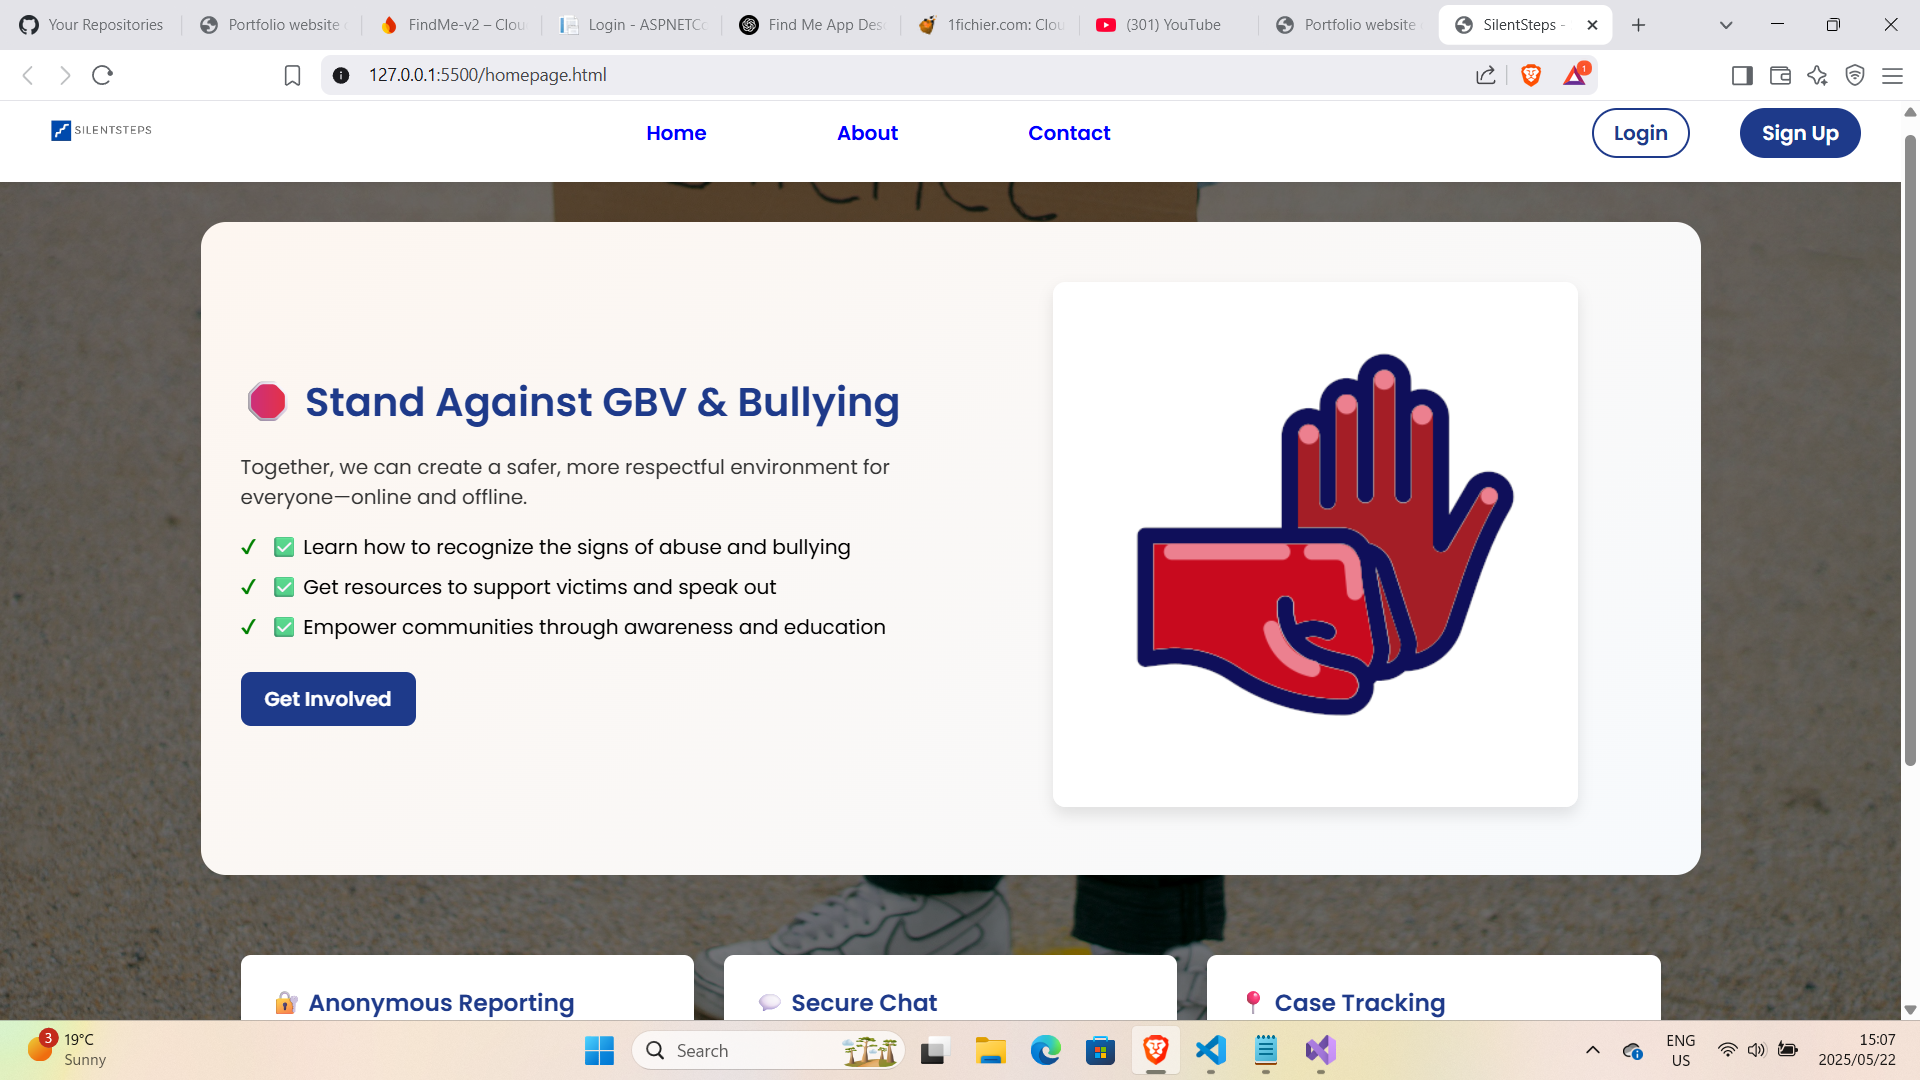 Your Repositories
Portfolio website
FindMe-v2 – Clou
Login - ASPNETCo
Find Me App Des
1fichier.com: Clou
(301) YouTube
Portfolio website
SilentSteps -
127.0.0.1:5500/homepage.html
1
SILENTSTEPS
Home
About
Contact
Login
Sign Up
Stand Against GBV & Bullying
Together, we can create a safer, more respectful environment for
everyone—online and offline.
✓ ✅ Learn how to recognize the signs of abuse and bullying
✓ ✅ Get resources to support victims and speak out
✓ ✅ Empower communities through awareness and education
Get Involved
🔐 Anonymous Reporting
💬 Secure Chat
📍 Case Tracking
3
19°C
Sunny
Search
ENG
US
15:07
2025/05/22